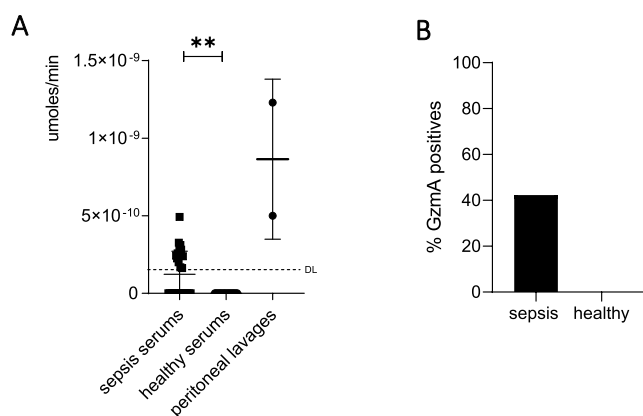 A
**
umoles/min
1.5×10⁻⁹
1×10⁻⁹
5×10⁻¹⁰
0
DL
sepsis serums
healthy serums
peritoneal lavages
B
% GzmA positives
100
80
60
40
20
0
sepsis healthy